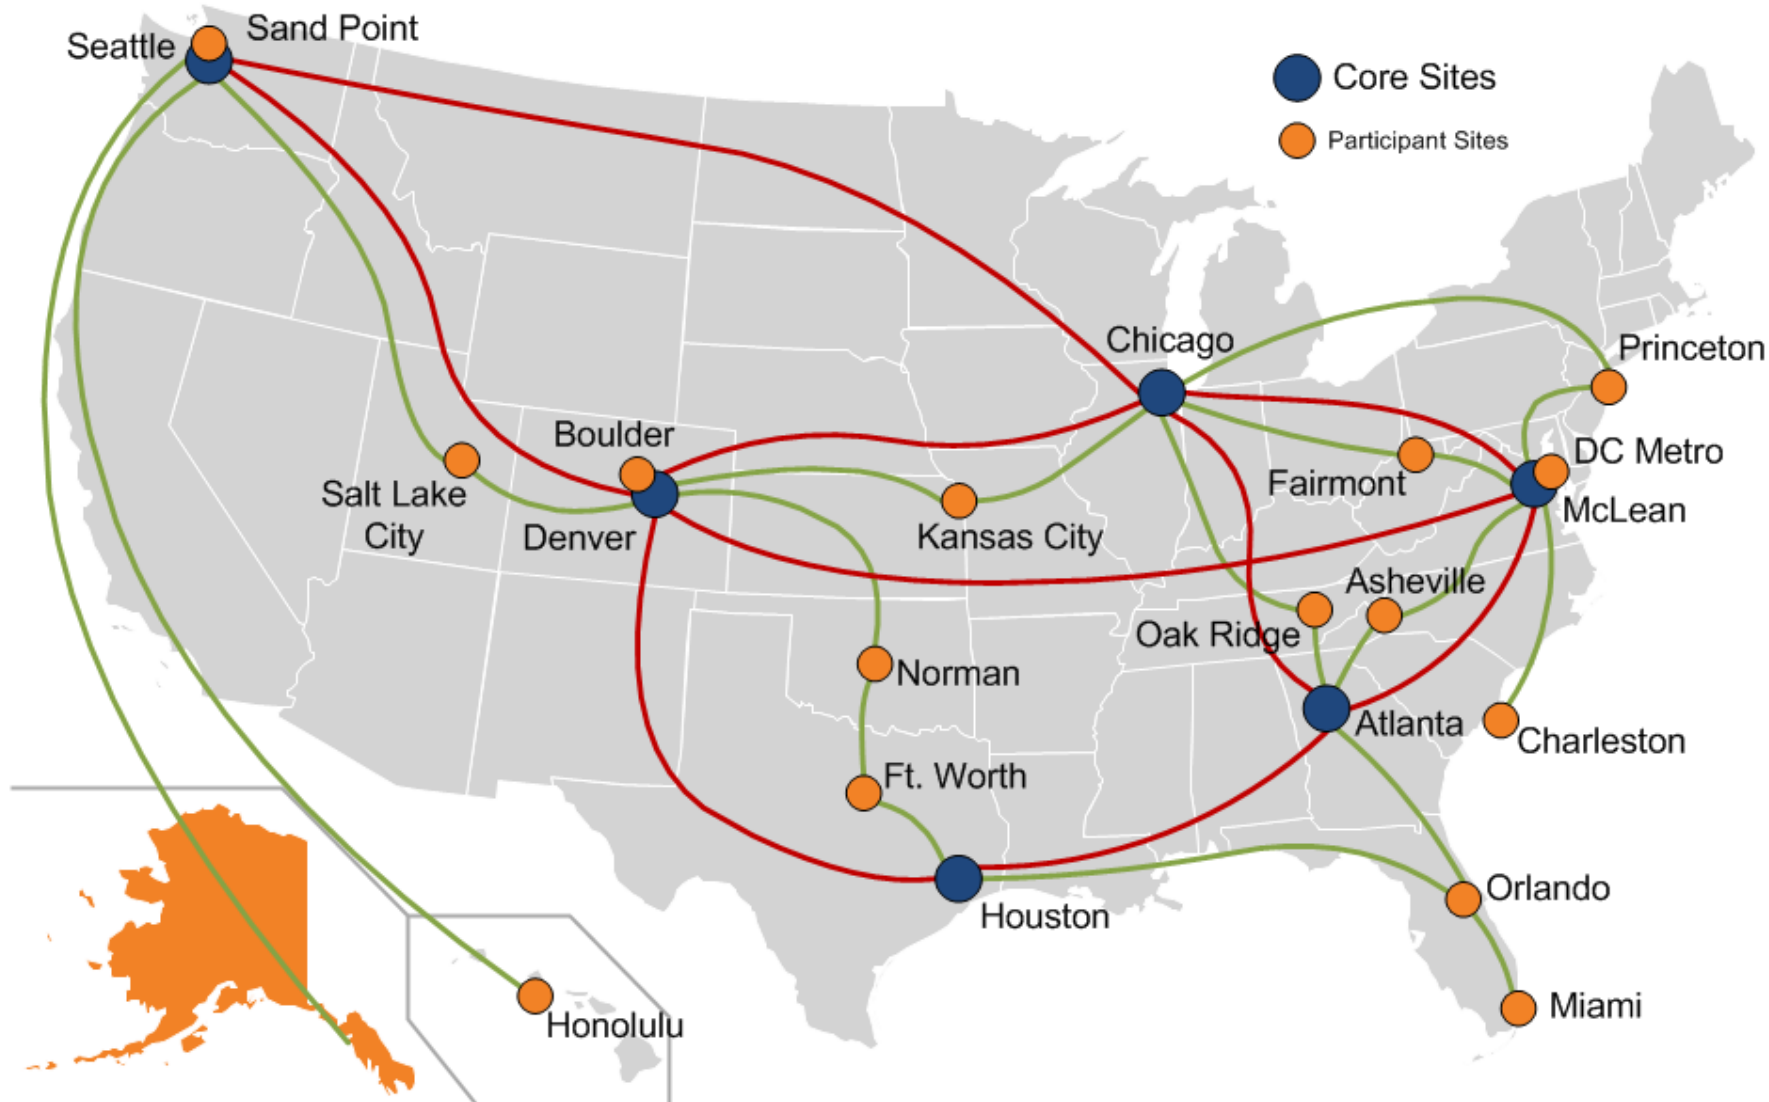 Sand Point
Seattle
Core Sites
Participant Sites
Chicago
Princeton
Boulder
DC Metro
Salt Lake
City
Fairmont
McLean
Denver
Kansas City
Asheville
Oak Ridge
Norman
Atlanta
Charleston
Ft. Worth
Orlando
Houston
Miami
Honolulu